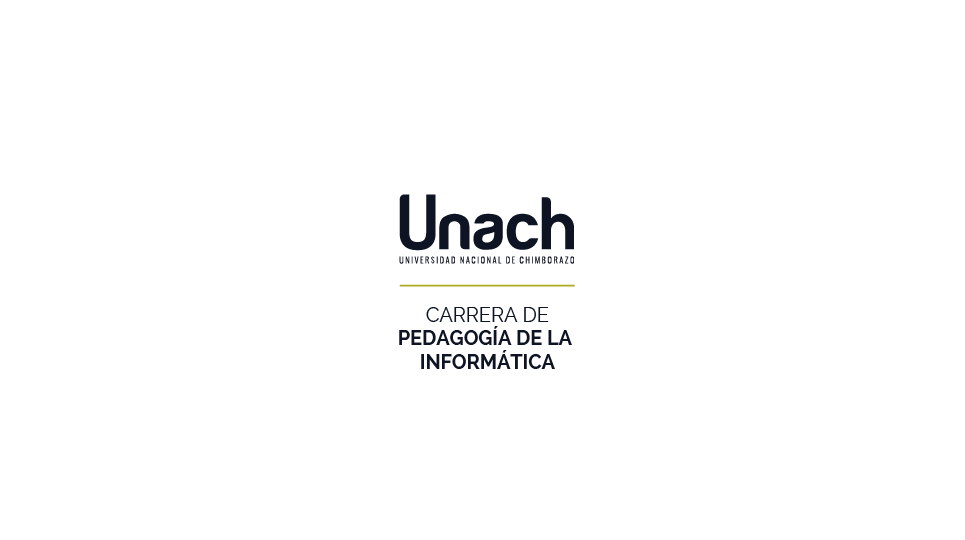 Unach
UNIVERSIDAD NACIONAL DE CHIMBORAZO
CARRERA DE
PEDAGOGÍA DE LA
INFORMÁTICA